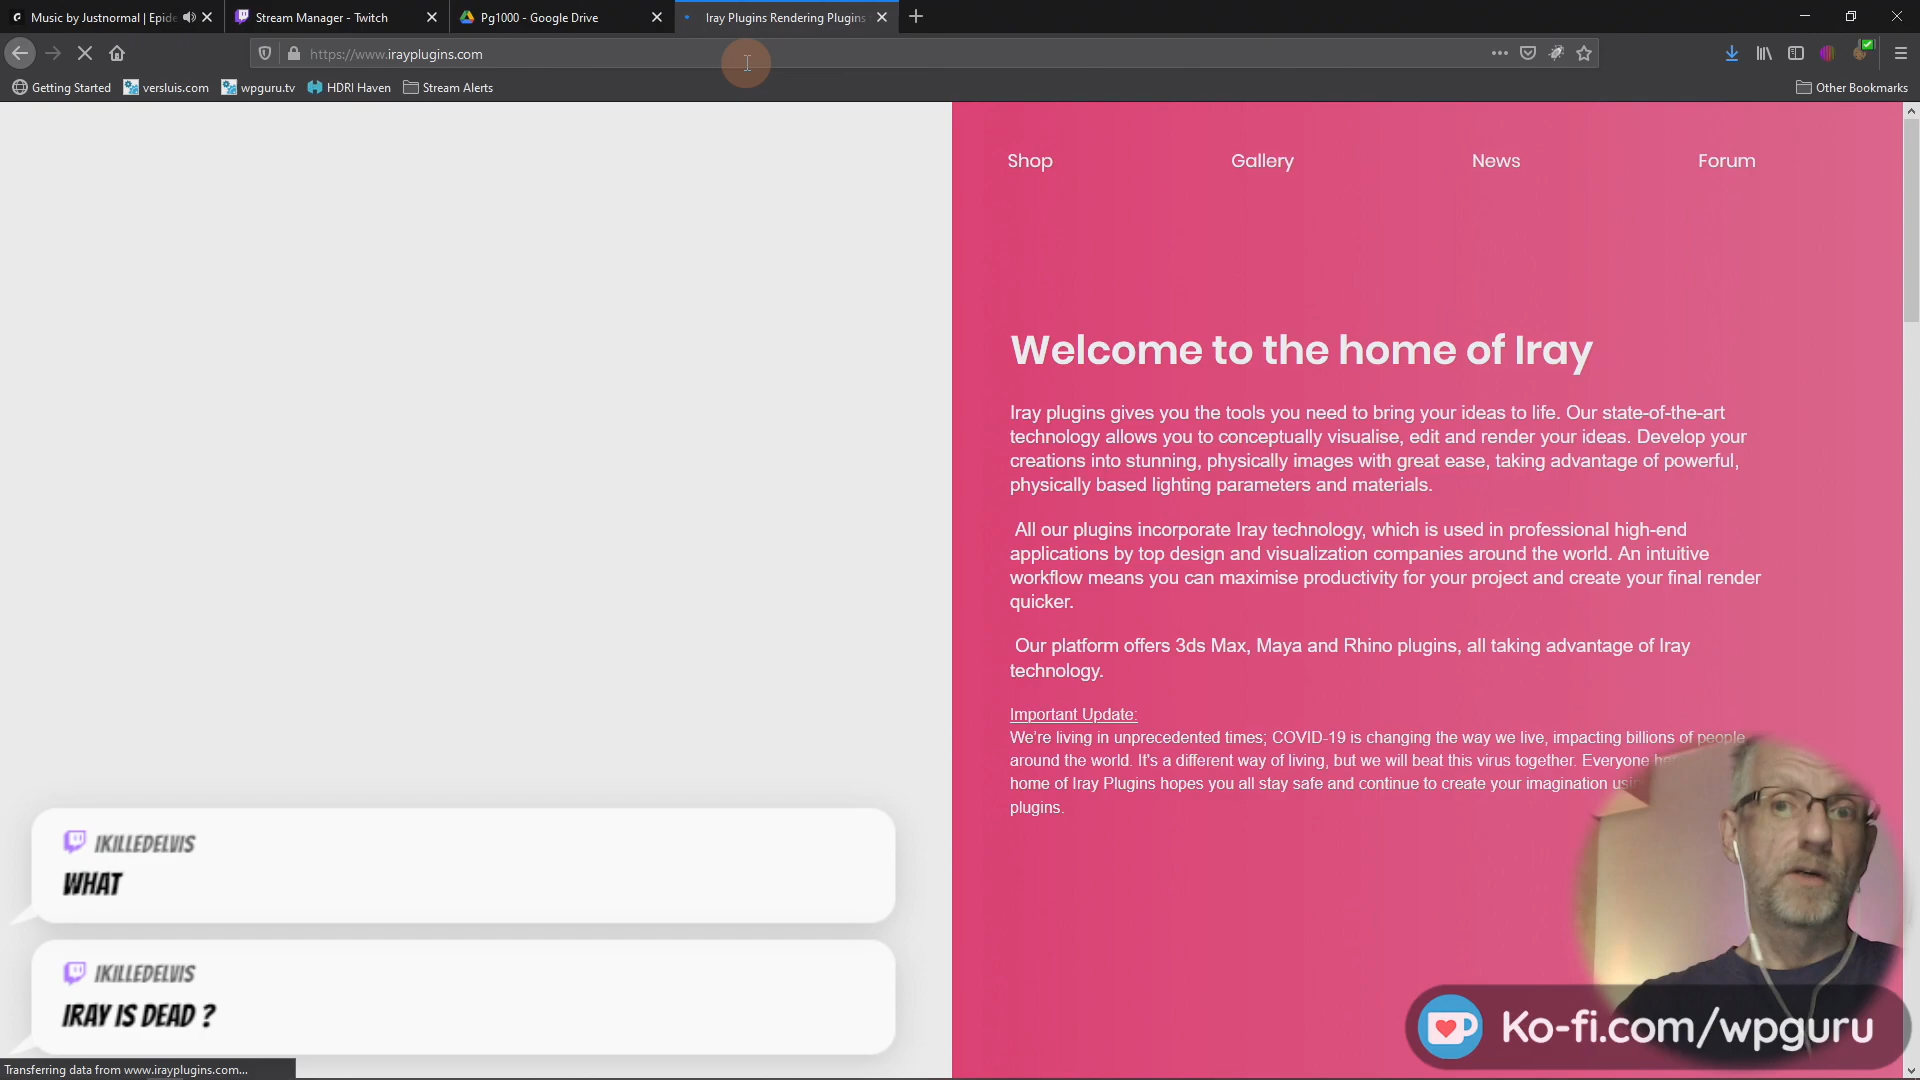 Music by Justnormal | Epide
Stream Manager - Twitch
Pg1000 - Google Drive
Iray Plugins Rendering Plugins
https://www.irayplugins.com
Getting Started
versluis.com
wpguru.tv
HDRI Haven
Stream Alerts
Other Bookmarks
Shop
Gallery
News
Forum
Welcome to the home of Iray
Iray plugins gives you the tools you need to bring your ideas to life. Our state-of-the-art
technology allows you to conceptually visualise, edit and render your ideas. Develop your
creations into stunning, physically images with great ease, taking advantage of powerful,
physically based lighting parameters and materials.
All our plugins incorporate Iray technology, which is used in professional high-end
applications by top design and visualization companies around the world. An intuitive
workflow means you can maximise productivity for your project and create your final render
quicker.
Our platform offers 3ds Max, Maya and Rhino plugins, all taking advantage of Iray
technology.
Important Update:
We're living in unprecedented times; COVID-19 is changing the way we live, impacting billions of people
around the world. It's a different way of living, but we will beat this virus together. Everyone
home of Iray Plugins hopes you all stay safe and continue to create your imagination
plugins.
IKILLEDELVIS
WHAT
IKILLEDELVIS
IRAY IS DEAD ?
Ko-fi.com/wpguru
Transferring data from www.irayplugins.com...